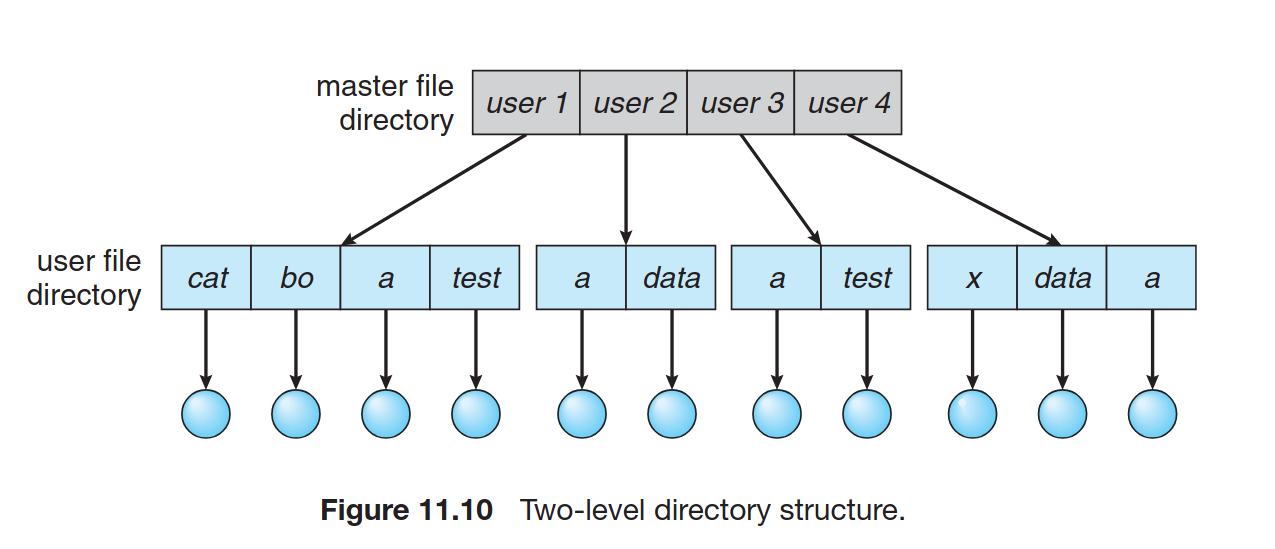 master file
directory
user 1 user 2 user 3 user 4
user file
directory
cat bo a test a data a test x data a
Figure 11.10 Two-level directory structure.